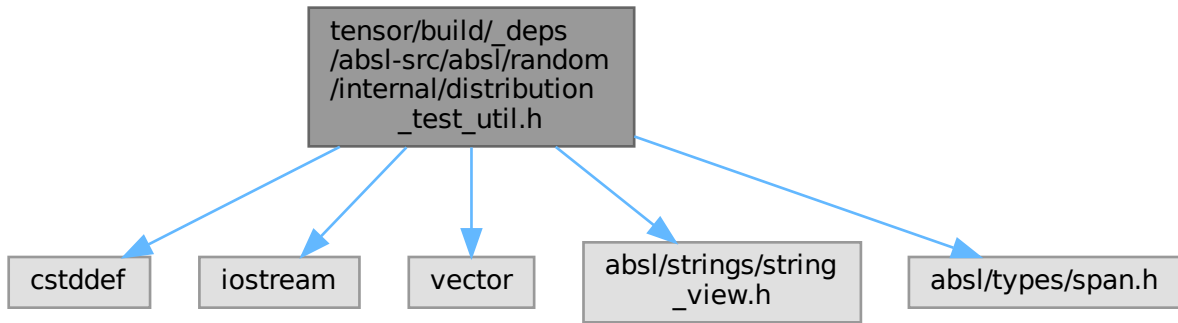 tensor/build/_deps
/absl-src/absl/random
/internal/distribution
_test_util.h
cstddef
iostream
vector
absl/strings/string
_view.h
absl/types/span.h